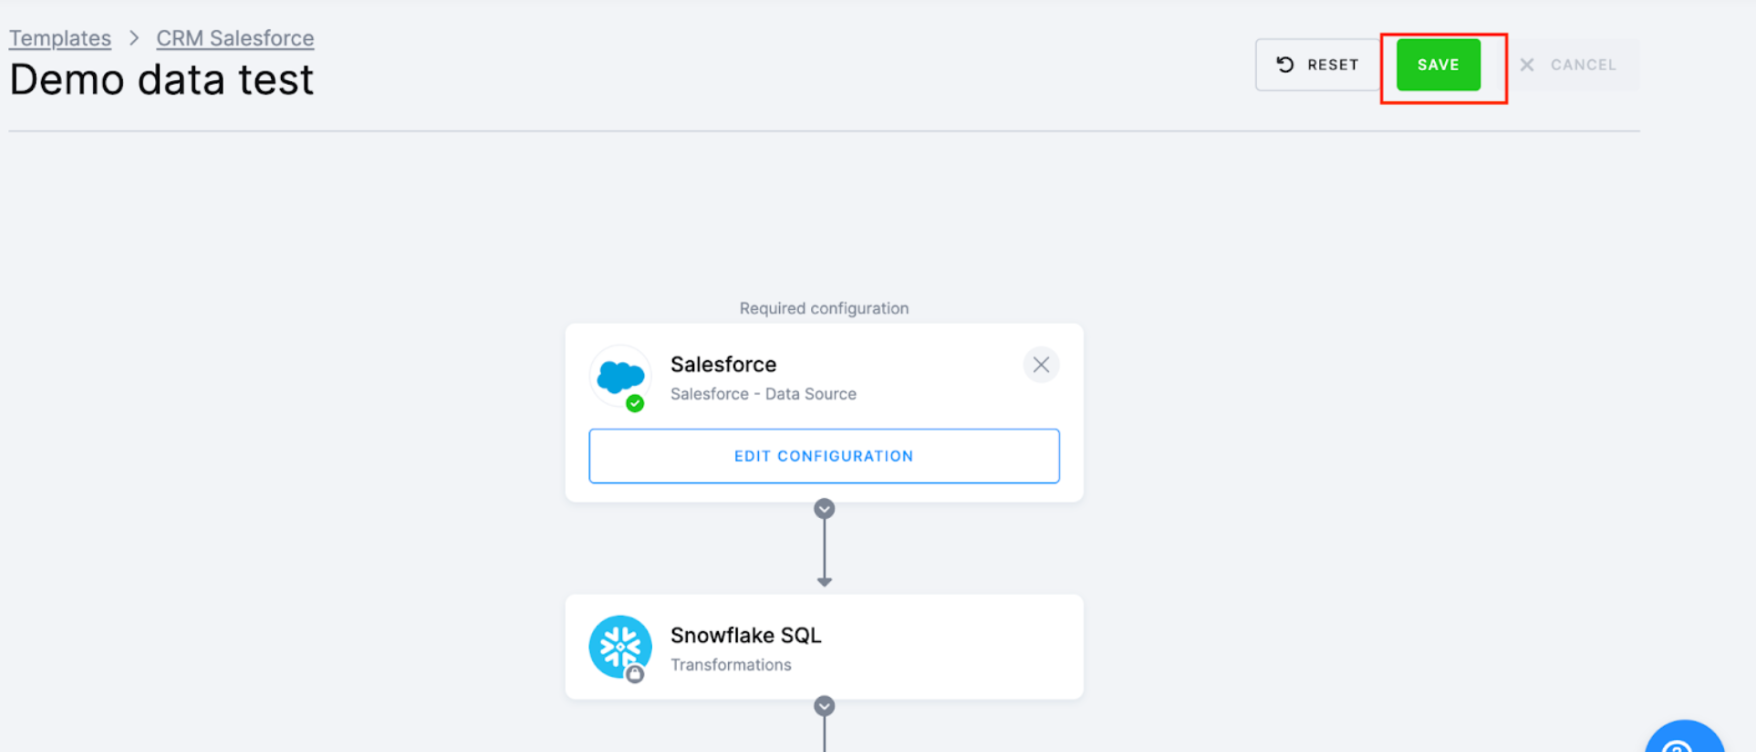 Templates > CRM Salesforce
Demo data test
RESET
SAVE
CANCEL
Required configuration
Salesforce
Salesforce - Data Source
EDIT CONFIGURATION
Snowflake SQL
Transformations